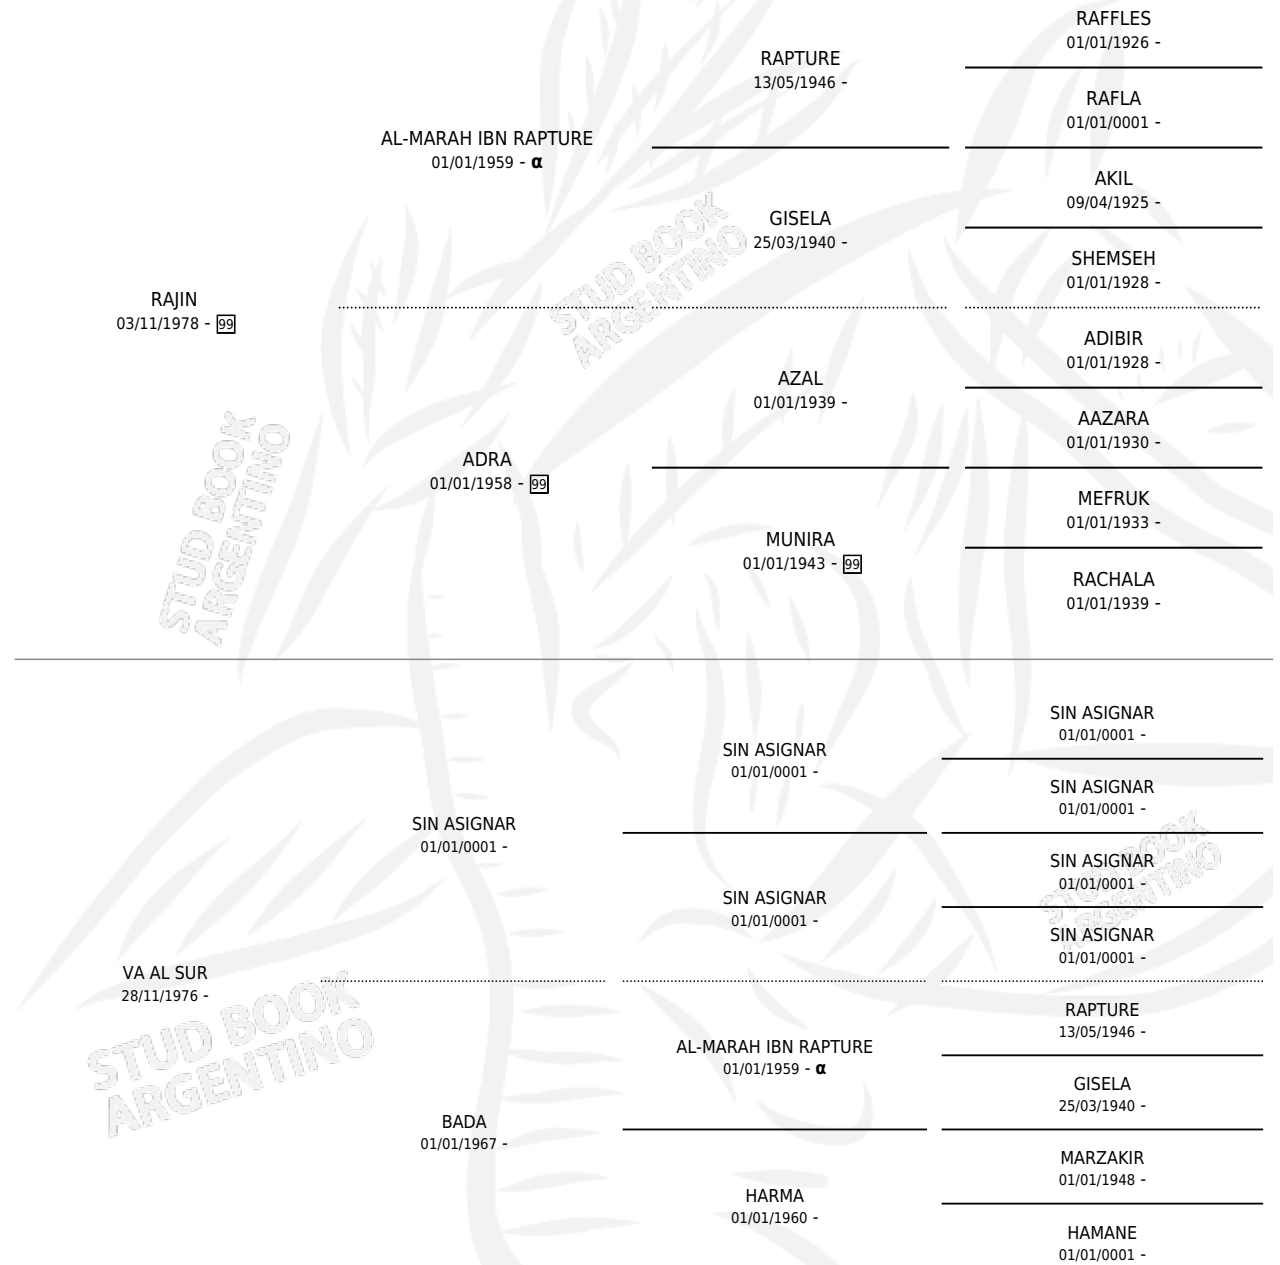 RAFFLES
01/01/1926 -
RAPTURE
13/05/1946 -
RAFLA
01/01/0001 -
AL-MARAH IBN RAPTURE
01/01/1959 - α
AKIL
09/04/1925 -
GISELA
25/03/1940 -
SHEMSEH
01/01/1928 -
RAJIN
03/11/1978 - 99
ADIBIR
01/01/1928 -
AZAL
01/01/1939 -
AAZARA
01/01/1930 -
ADRA
01/01/1958 - 99
MEFRUK
01/01/1933 -
MUNIRA
01/01/1943 - 99
RACHALA
01/01/1939 -
SIN ASIGNAR
01/01/0001 -
SIN ASIGNAR
01/01/0001 -
SIN ASIGNAR
01/01/0001 -
SIN ASIGNAR
01/01/0001 -
SIN ASIGNAR
01/01/0001 -
SIN ASIGNAR
01/01/0001 -
SIN ASIGNAR
01/01/0001 -
VA AL SUR
28/11/1976 -
RAPTURE
13/05/1946 -
AL-MARAH IBN RAPTURE
01/01/1959 - α
GISELA
25/03/1940 -
BADA
01/01/1967 -
MARZAKIR
01/01/1948 -
HARMA
01/01/1960 -
HAMANE
01/01/0001 -
STUD BOOK
ARGENTINO
STUD BOOK
ARGENTINO
STUD BOOK
ARGENTINO
STUD BOOK
ARGENTINO